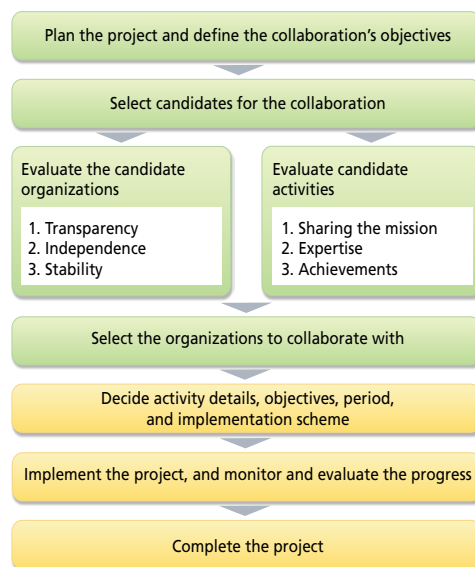 Plan the project and define the collaboration’s objectives
Select candidates for the collaboration
Evaluate the candidate
organizations
1. Transparency
2. Independence
3. Stability
Evaluate candidate
activities
1. Sharing the mission
2. Expertise
3. Achievements
Select the organizations to collaborate with
Decide activity details, objectives, period,
and implementation scheme
Implement the project, and monitor and evaluate the progress
Complete the project